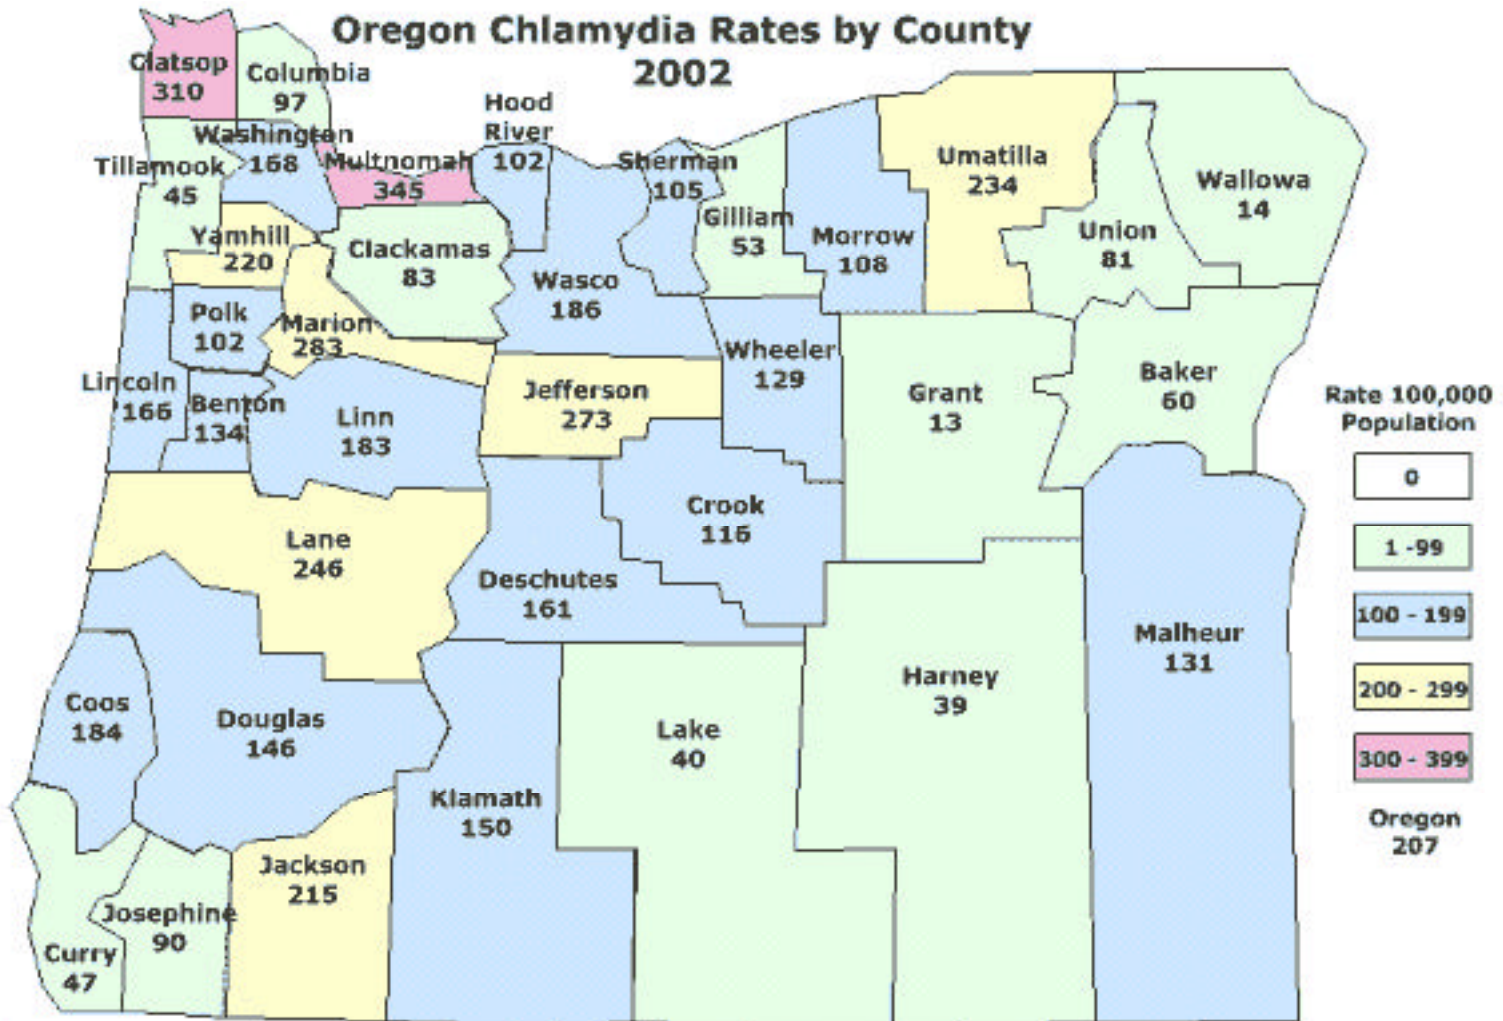 Oregon Chlamydia Rates by County
2002
Clatsop
310
Columbia
97
Hood
River
102
Washington
168
Multnomah
345
Tillamook
45
Sherman
105
Umatilla
234
Wallowa
14
Gilliam
53
Morrow
108
Union
81
Yamhill
220
Clackamas
83
Wasco
186
Polk
102
Marion
283
Wheeler
129
Jefferson
273
Grant
13
Baker
60
Lincoln
166
Benton
134
Linn
183
Crook
116
Lane
246
Deschutes
161
Malheur
131
Harney
39
Coos
184
Douglas
146
Lake
40
Klamath
150
Jackson
215
Josephine
90
Curry
47
Rate 100,000
Population
0
1 -99
100 - 199
200 - 299
300 - 399
Oregon
207